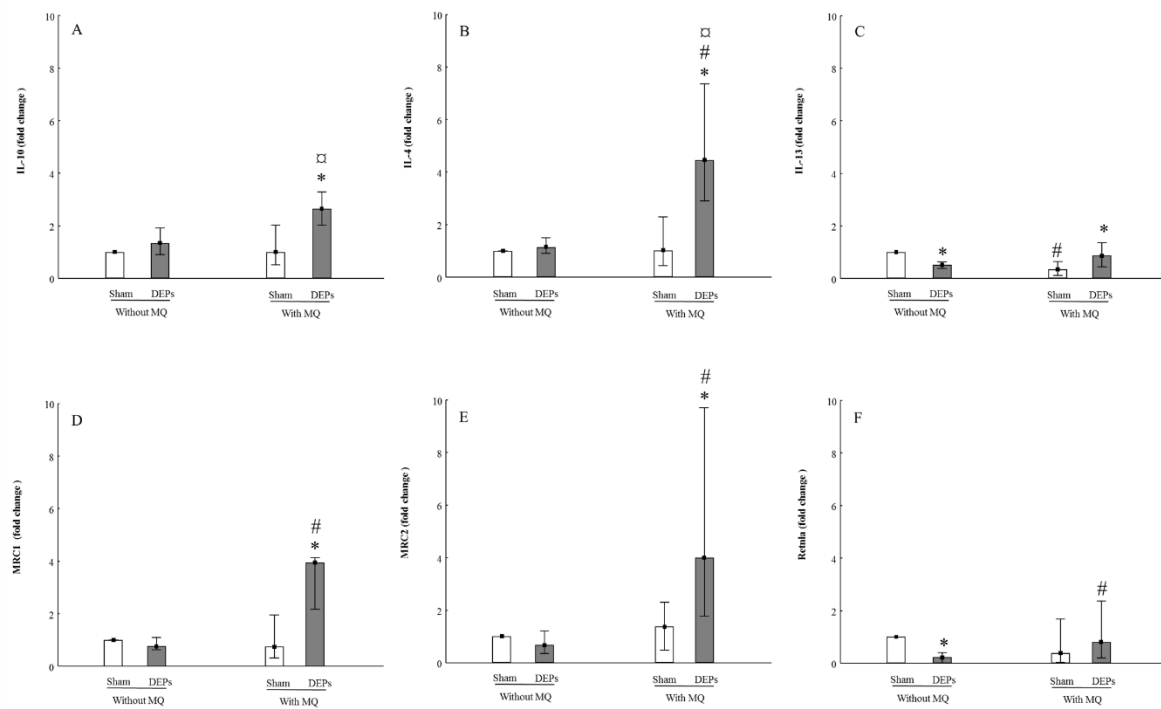 A
IL-10 (fold change )
10
8
6
4
2
0
¤
*
Sham DEPs Sham DEPs
Without MQ With MQ
B
IL-4 (fold change )
10
8
6
4
2
0
¤
#
*
Sham DEPs Sham DEPs
Without MQ With MQ
C
IL-13 (fold change )
10
8
6
4
2
0
*
#
*
Sham DEPs Sham DEPs
Without MQ With MQ
D
MRC1 (fold change )
10
8
6
4
2
0
#
*
Sham DEPs Sham DEPs
Without MQ With MQ
E
MRC2 (fold change )
10
8
6
4
2
0
#
*
Sham DEPs Sham DEPs
Without MQ With MQ
F
Retnla (fold change )
10
8
6
4
2
0
*
#
Sham DEPs Sham DEPs
Without MQ With MQ